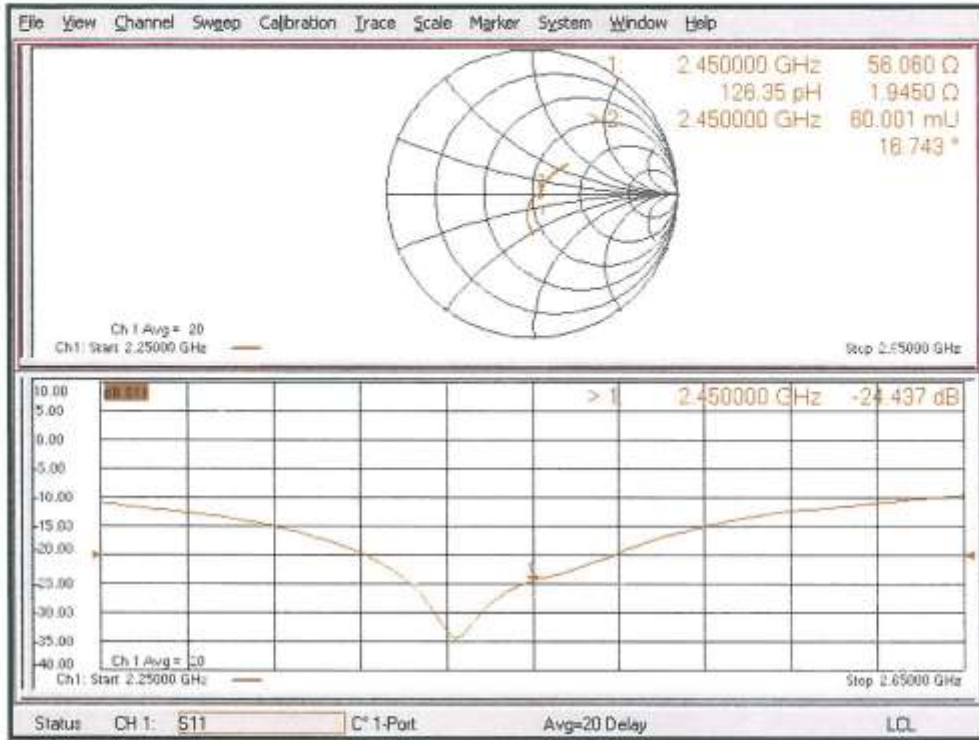 File View Channel Sweep Calibration Trace Scale Marker System Window Help
1 2.450000 GHz 56.060 Ω
126.35 pH 1.9450 Ω
> 2 2.450000 GHz 60.001 mU
16.743 °
Ch 1 Avg = 20
Ch1: Start 2.25000 GHz Stop 2.65000 GHz
10.00 dB S11 > 1 2.450000 GHz -24.437 dB
5.00
0.00
-5.00
-10.00
-15.00
-20.00
-25.00
-30.00
-35.00
-40.00
Ch 1 Avg = 20
Ch1: Start 2.25000 GHz Stop 2.65000 GHz
Status CH 1: S11 C* 1-Port Avg=20 Delay LCL